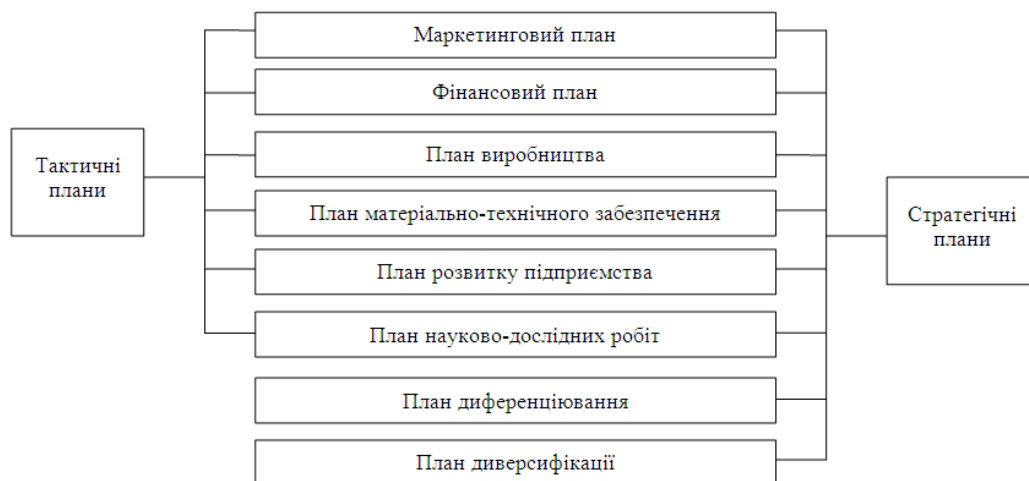 Маркетинговий план
Фінансовий план
План виробництва
Тактичні
плани
План матеріально-технічного забезпечення
Стратегічні
плани
План розвитку підприємства
План науково-дослідних робіт
План диференціювання
План диверсифікації